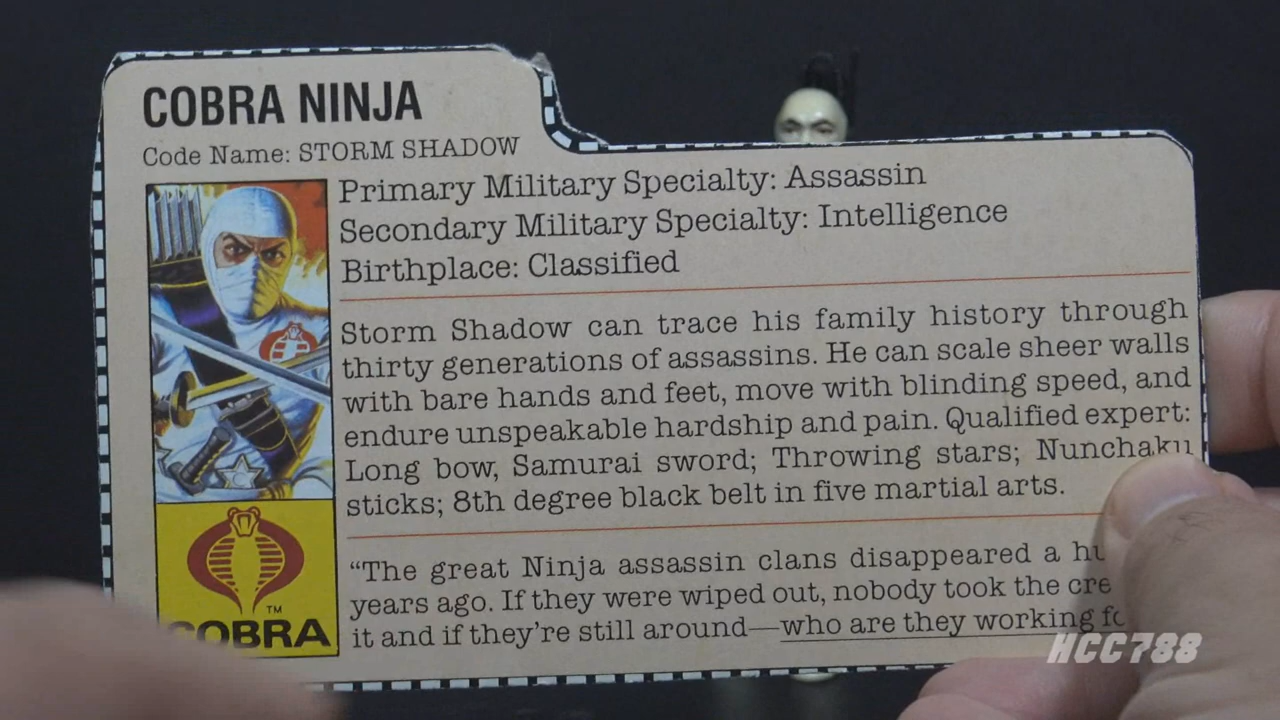 COBRA NINJA
Code Name: STORM SHADOW
Primary Military Specialty: Assassin
Secondary Military Specialty: Intelligence
Birthplace: Classified
Storm Shadow can trace his family history through
thirty generations of assassins. He can scale sheer walls
with bare hands and feet, move with blinding speed, and
endure unspeakable hardship and pain. Qualified expert:
Long bow, Samurai sword; Throwing stars; Nunchaku
sticks; 8th degree black belt in five martial arts.
“The great Ninja assassin clans disappeared a
years ago. If they were wiped out, nobody took the
it and if they're still around—who are they working
TM
COBRA
HCC788